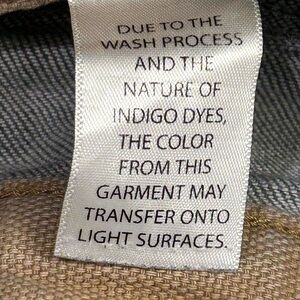 DUE TO THE
WASH PROCESS
AND THE
NATURE OF
INDIGO DYES,
THE COLOR
FROM THIS
GARMENT MAY
TRANSFER ONTO
LIGHT SURFACES.